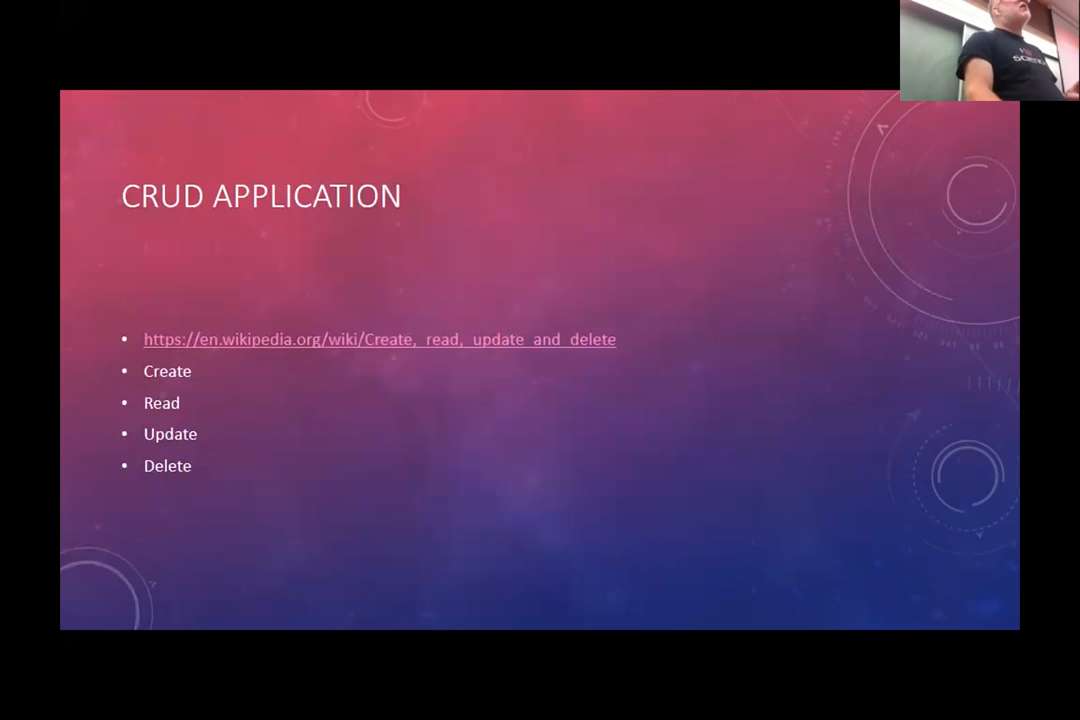 CRUD APPLICATION
• https://en.wikipedia.org/wiki/Create,_read,_update_and_delete
• Create
• Read
• Update
• Delete